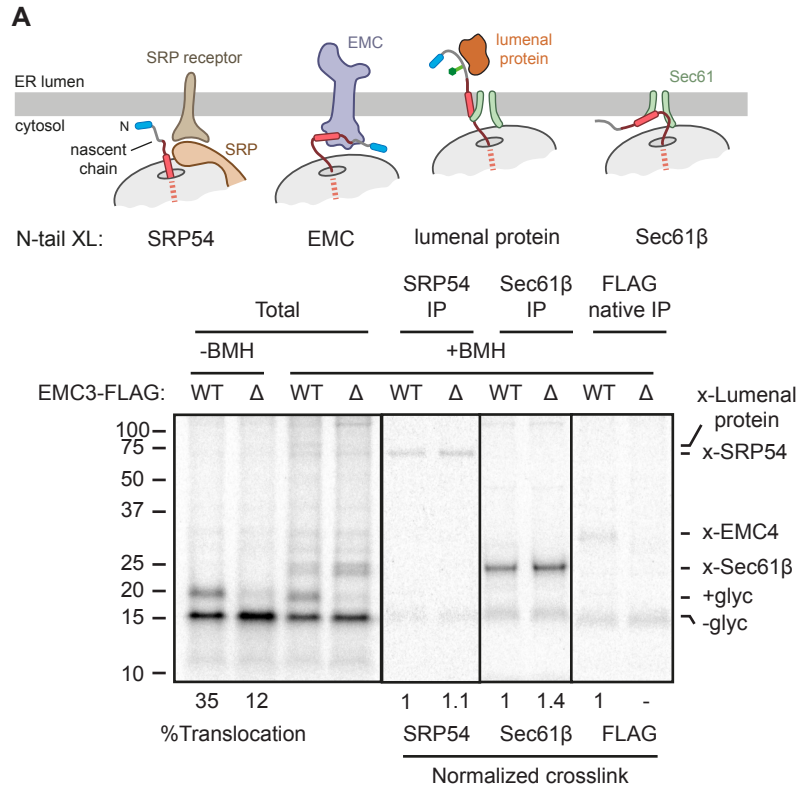 A
EMC
lumenal
protein
SRP receptor
Sec61
ER lumen
cytosol
N
nascent
chain
SRP
N-tail XL: SRP54 EMC lumenal protein Sec61β
Total SRP54 IP Sec61β IP FLAG native IP
-BMH +BMH
EMC3-FLAG: WT Δ WT Δ WT Δ WT Δ WT Δ
x-Lumenal
protein
100
75
x-SRP54
50
37
x-EMC4
25
x-Sec61β
20
+glyc
15
-glyc
10
35 12 1 1.1 1 1.4 1 -
%Translocation SRP54 Sec61β FLAG
Normalized crosslink